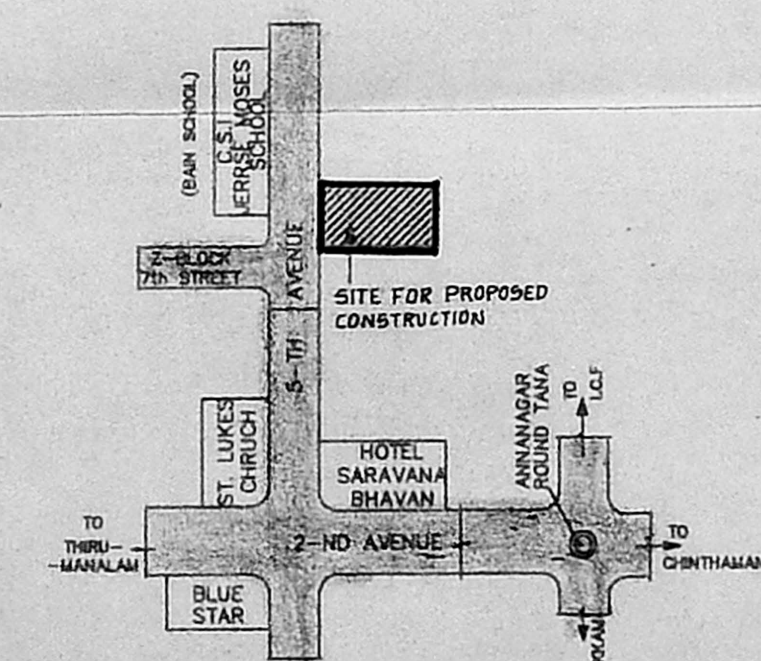 (BAIN SCHOOL)
C.S.I
JERRSE MOSES
SCHOOL
Z-BLOCK
7th STREET
5-TH AVENUE
SITE FOR PROPOSED
CONSTRUCTION
ST. LUKES
CHRUCH
HOTEL
SARAVANA
BHAVAN
ANNANAGAR
ROUND TANA
TO
I.C.F
TO
THIRU-
-MANALAM
2-ND AVENUE
TO
CHINTHAMAN
BLUE
STAR